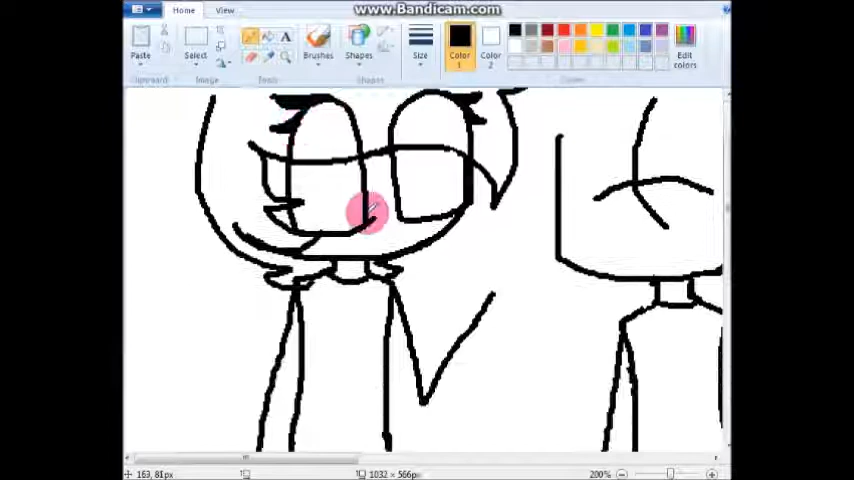 www.Bandicam.com
Home View
Paste
Select
Brushes
Shapes
Size
Color 1
Color 2
Edit colors
Clipboard
Image
Tools
Shapes
Colors
163, 81px
1032 × 566px
200%